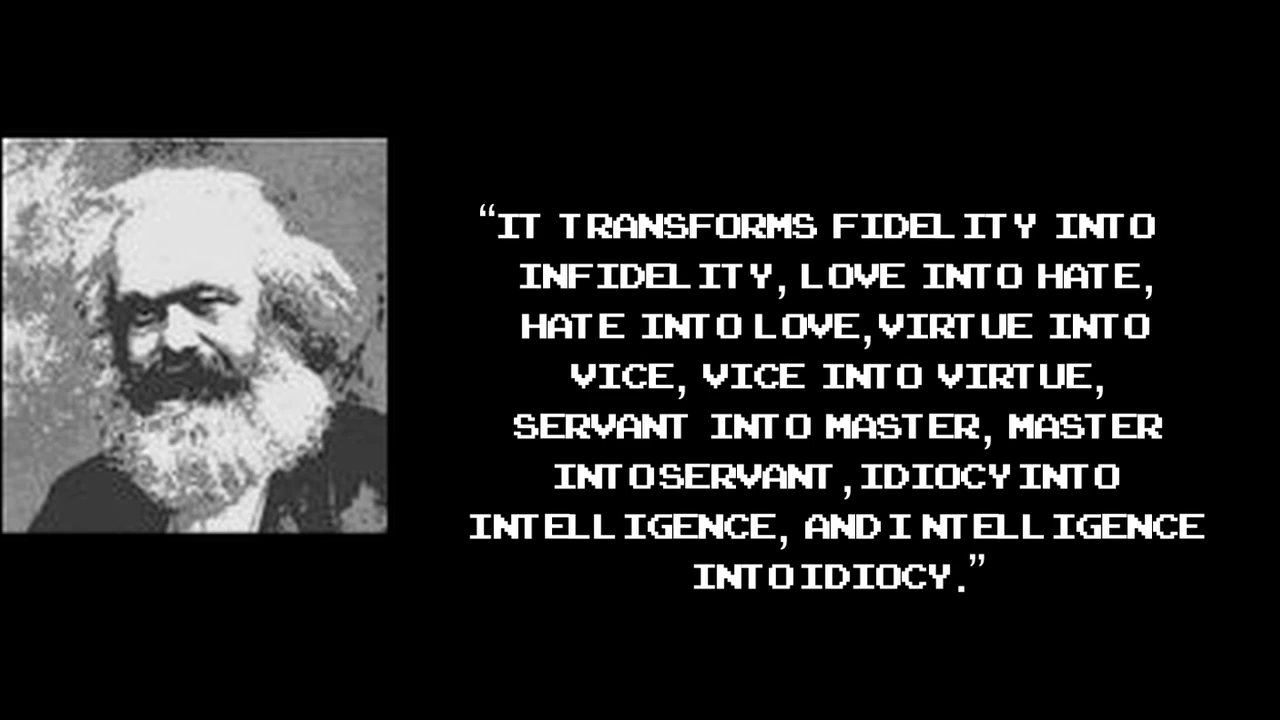 “IT TRANSFORMS FIDELITY INTO
INFIDELITY, LOVE INTO HATE,
HATE INTO LOVE, VIRTUE INTO
VICE, VICE INTO VIRTUE,
SERVANT INTO MASTER, MASTER
INTO SERVANT, IDIOCY INTO
INTELLIGENCE, AND INTELLIGENCE
INTO IDIOCY.”